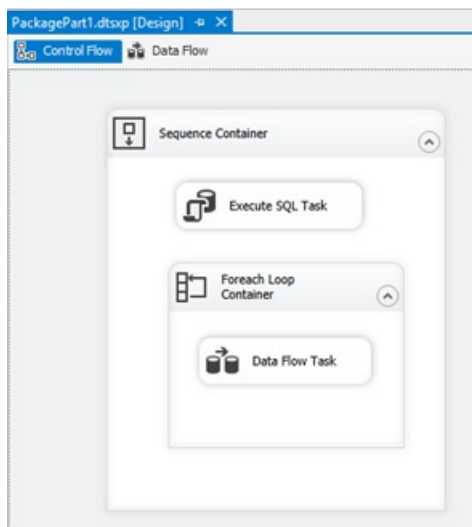 PackagePart1.dtsxp [Design]
Control Flow Data Flow
Sequence Container
Execute SQL Task
Foreach Loop
Container
Data Flow Task